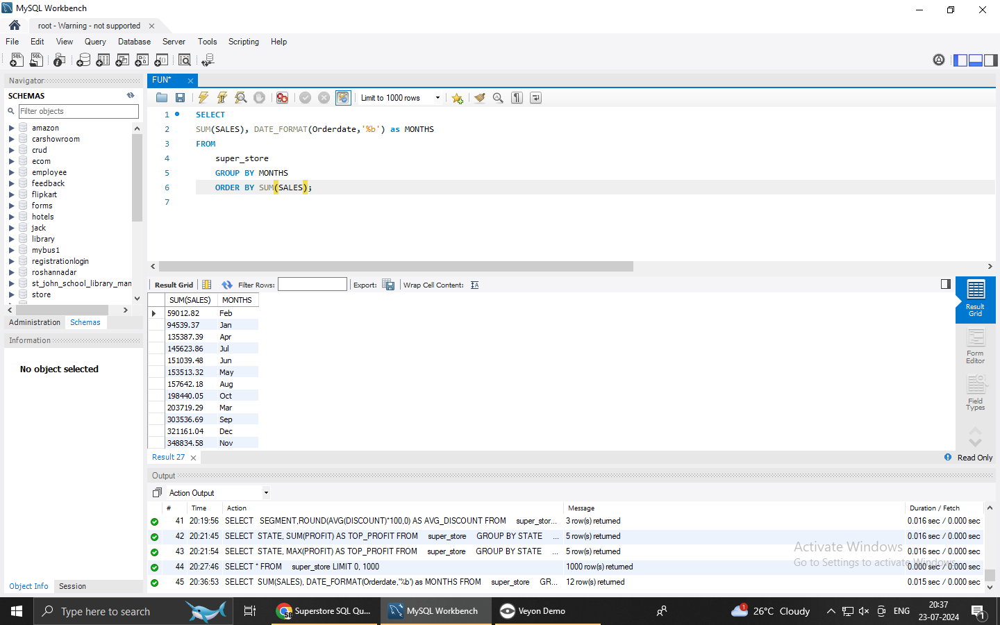 MySQL Workbench
root - Warning - not supported
File Edit View Query Database Server Tools Scripting Help
Navigator
SCHEMAS
Filter objects
amazon
carshowroom
crud
ecom
employee
feedback
flipkart
forms
hotels
jack
library
mybus1
registrationlogin
roshannadar
st_john_school_library_man
store
Administration Schemas
Information
No object selected
Object Info Session
FUN*
Limit to 1000 rows
1 SELECT
2 SUM(SALES), DATE_FORMAT(Orderdate,'%b') as MONTHS
3 FROM
4 super_store
5 GROUP BY MONTHS
6 ORDER BY SUM(SALES);
7
Result Grid Filter Rows: Export: Wrap Cell Content:
SUM(SALES) MONTHS
59012.82 Feb
94539.37 Jan
135387.39 Apr
145623.86 Jul
151039.48 Jun
153513.32 May
157642.18 Aug
198440.05 Oct
203719.29 Mar
303536.69 Sep
321161.04 Dec
348834.58 Nov
Result
Grid
Form
Editor
Field
Types
Result 27
Read Only
Output
Action Output
# Time Action Message Duration / Fetch
41 20:19:56 SELECT SEGMENT,ROUND(AVG(DISCOUNT)*100,0) AS AVG_DISCOUNT FROM super_stor... 3 row(s) returned 0.016 sec / 0.000 sec
42 20:21:45 SELECT STATE, SUM(PROFIT) AS TOP_PROFIT FROM super_store GROUP BY STATE ... 5 row(s) returned 0.016 sec / 0.000 sec
43 20:21:54 SELECT STATE, MAX(PROFIT) AS TOP_PROFIT FROM super_store GROUP BY STATE ... 5 row(s) returned 0.016 sec / 0.000 sec
44 20:27:46 SELECT * FROM super_store LIMIT 0, 1000 1000 row(s) returned 0.000 sec / 0.000 sec
45 20:36:53 SELECT SUM(SALES), DATE_FORMAT(Orderdate,'%b') as MONTHS FROM super_store GR... 12 row(s) returned 0.015 sec / 0.000 sec
Activate Windows
Go to Settings to activate Windows.
Type here to search
Superstore SQL Qu...
MySQL Workbench
Veyon Demo
1
26°C Cloudy
ENG
20:37
23-07-2024
1